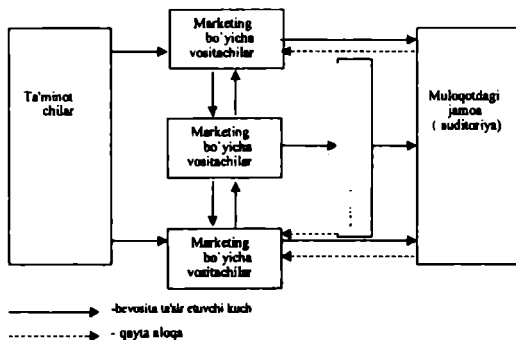 Marketing
bo`yicha
vositachilar
Ta'minot
chilar
Muloqotdagi
jamoa
( auditoriya)
Marketing
bo`yicha
vositachilar
Marketing
bo`yicha
vositachilar
-bevosita ta'sir etuvchi kuch
- qayta aloqa